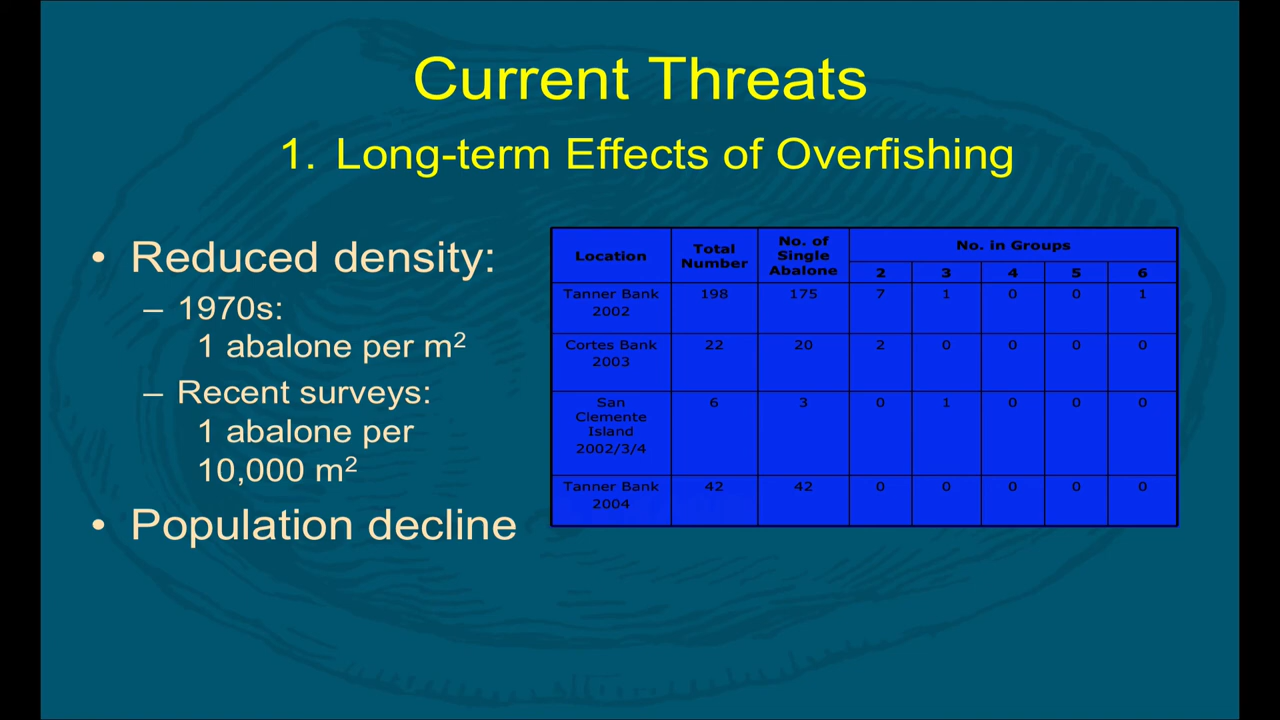 Current Threats
1. Long-term Effects of Overfishing
• Reduced density:
– 1970s:
1 abalone per m²
– Recent surveys:
1 abalone per
10,000 m²
• Population decline
Location Total Number No. of Single Abalone No. in Groups
2 3 4 5 6
Tanner Bank 2002 198 175 7 1 0 0 1
Cortes Bank 2003 22 20 2 0 0 0 0
San Clemente Island 2002/3/4 6 3 0 1 0 0 0
Tanner Bank 2004 42 42 0 0 0 0 0